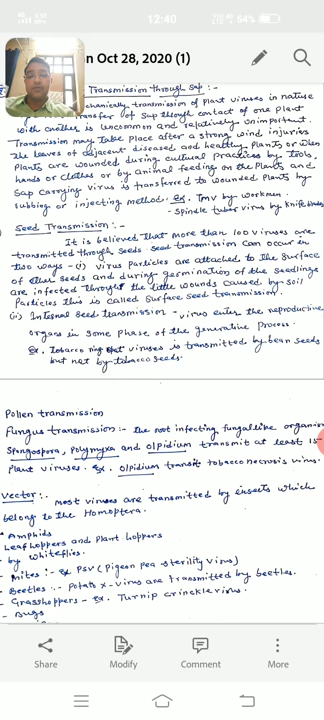 12:40
54%
n Oct 28, 2020 (1)
Transmission through Sap :-
mechanically transmission of plant viruses in nature
transfer of sap through contact of one plant
with another is uncommon and relatively unimportant.
Transmission may take place after a strong wind injuries
the leaves of adjacent diseased and healthy plants or when
plants are wounded during cultural practices by tools,
hands or clothes or by animal feeding on the plants and
sap carrying virus is transferred to wounded plants by
rubbing or injecting method. ex. TMV by workmen
- Spindle tuber virus by knife
Seed Transmission :-
It is believed that more than 100 viruses are
transmitted through seeds seed transmission can occur in
two ways - (i) virus particles are attached to the surface
of seeds and during germination of the seedlings
are infected through the little wounds caused by soil
particles this is called surface seed transmission.
(ii) Internal seed transmission - virus enter the reproductive
organs in some phase of the generative process.
Ex. Tobacco ring viruses is transmitted by bean seeds
but not by tobacco seeds.
Pollen transmission
Fungus transmission :- the root infecting, fungal like organism
Spongospora, polymyxa and olpidium transmit at least 15
plant viruses. ex. olpidium transit tobacco necrosis virus.
Vector :- Most viruses are transmitted by insects which
belong to the Homoptera.
Amphids
Leafhoppers and plant hoppers
- by whiteflies.
- Mites :- ex PSV (Pigeon pea sterility virus)
- Beetles :- Potato x-virus are transmitted by beetles.
- Grasshoppers - ex. Turnip crinckle virus.
- Bugs
Share
Modify
Comment
More